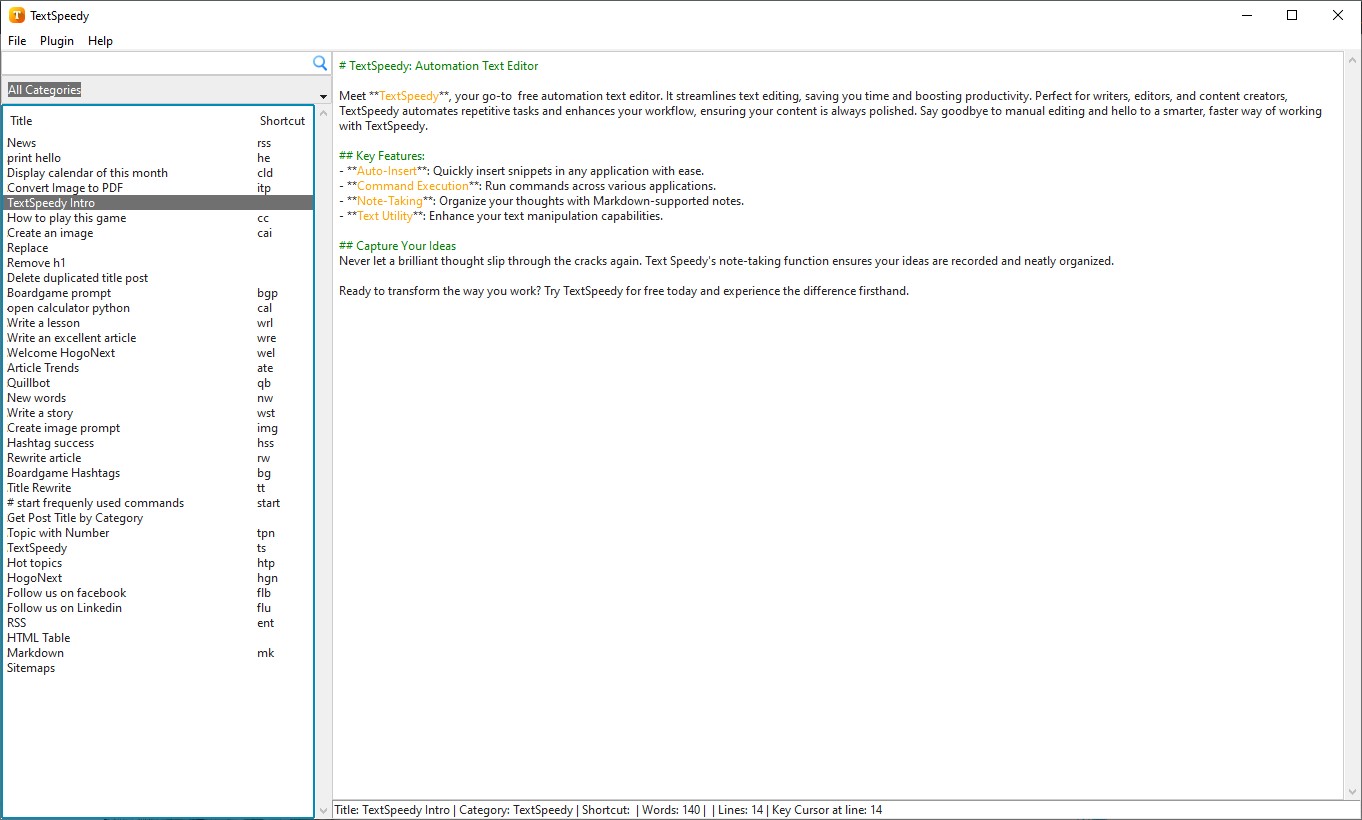 TextSpeedy
File Plugin Help
All Categories
Title Shortcut
News rss
print hello he
Display calendar of this month cld
Convert Image to PDF itp
TextSpeedy Intro
How to play this game cc
Create an image cai
Replace
Remove h1
Delete duplicated title post
Boardgame prompt bgp
open calculator python cal
Write a lesson wrl
Write an excellent article wre
Welcome HogoNext wel
Article Trends ate
Quillbot qb
New words nw
Write a story wst
Create image prompt img
Hashtag success hss
Rewrite article rw
Boardgame Hashtags bg
Title Rewrite tt
# start frequenly used commands start
Get Post Title by Category
Topic with Number tpn
TextSpeedy ts
Hot topics htp
HogoNext hgn
Follow us on facebook flb
Follow us on Linkedin flu
RSS ent
HTML Table
Markdown mk
Sitemaps
# TextSpeedy: Automation Text Editor
Meet **TextSpeedy**, your go-to  free automation text editor. It streamlines text editing, saving you time and boosting productivity. Perfect for writers, editors, and content creators,
TextSpeedy automates repetitive tasks and enhances your workflow, ensuring your content is always polished. Say goodbye to manual editing and hello to a smarter, faster way of working
with TextSpeedy.
## Key Features:
- **Auto-Insert**: Quickly insert snippets in any application with ease.
- **Command Execution**: Run commands across various applications.
- **Note-Taking**: Organize your thoughts with Markdown-supported notes.
- **Text Utility**: Enhance your text manipulation capabilities.
## Capture Your Ideas
Never let a brilliant thought slip through the cracks again. Text Speedy's note-taking function ensures your ideas are recorded and neatly organized.
Ready to transform the way you work? Try TextSpeedy for free today and experience the difference firsthand.
Title: TextSpeedy Intro | Category: TextSpeedy | Shortcut:  | Words: 140 |  | Lines: 14 | Key Cursor at line: 14